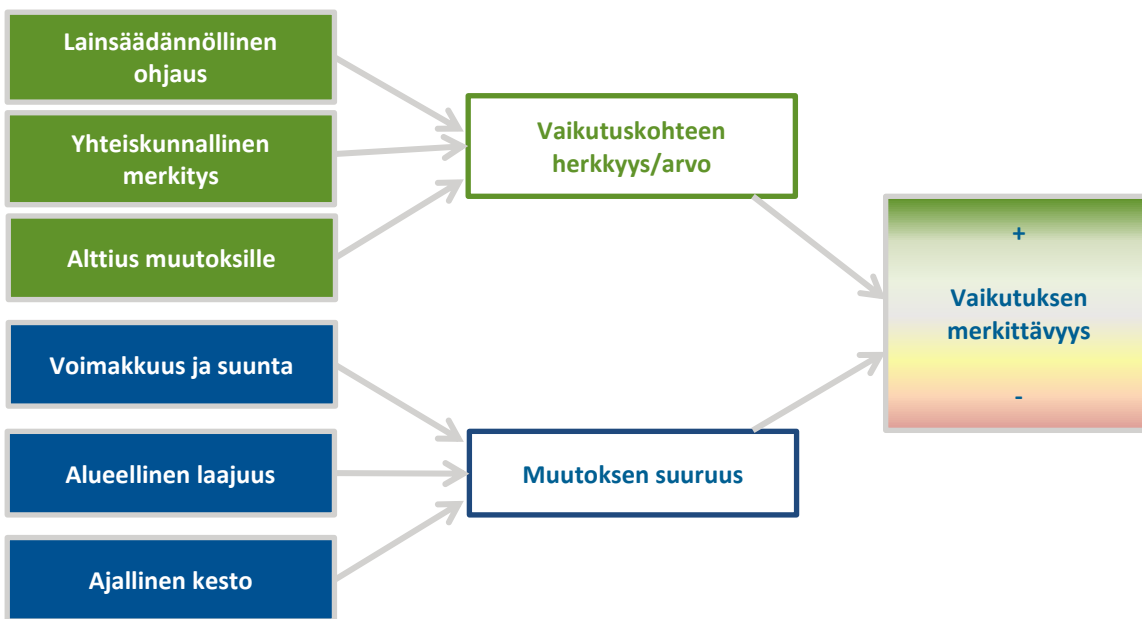 Lainsäädännöllinen
ohjaus
Yhteiskunnallinen
merkitys
Alttius muutoksille
Voimakkuus ja suunta
Alueellinen laajuus
Ajallinen kesto
Vaikutuskohteen
herkkyys/arvo
Muutoksen suuruus
+
Vaikutuksen
merkittävyys
-